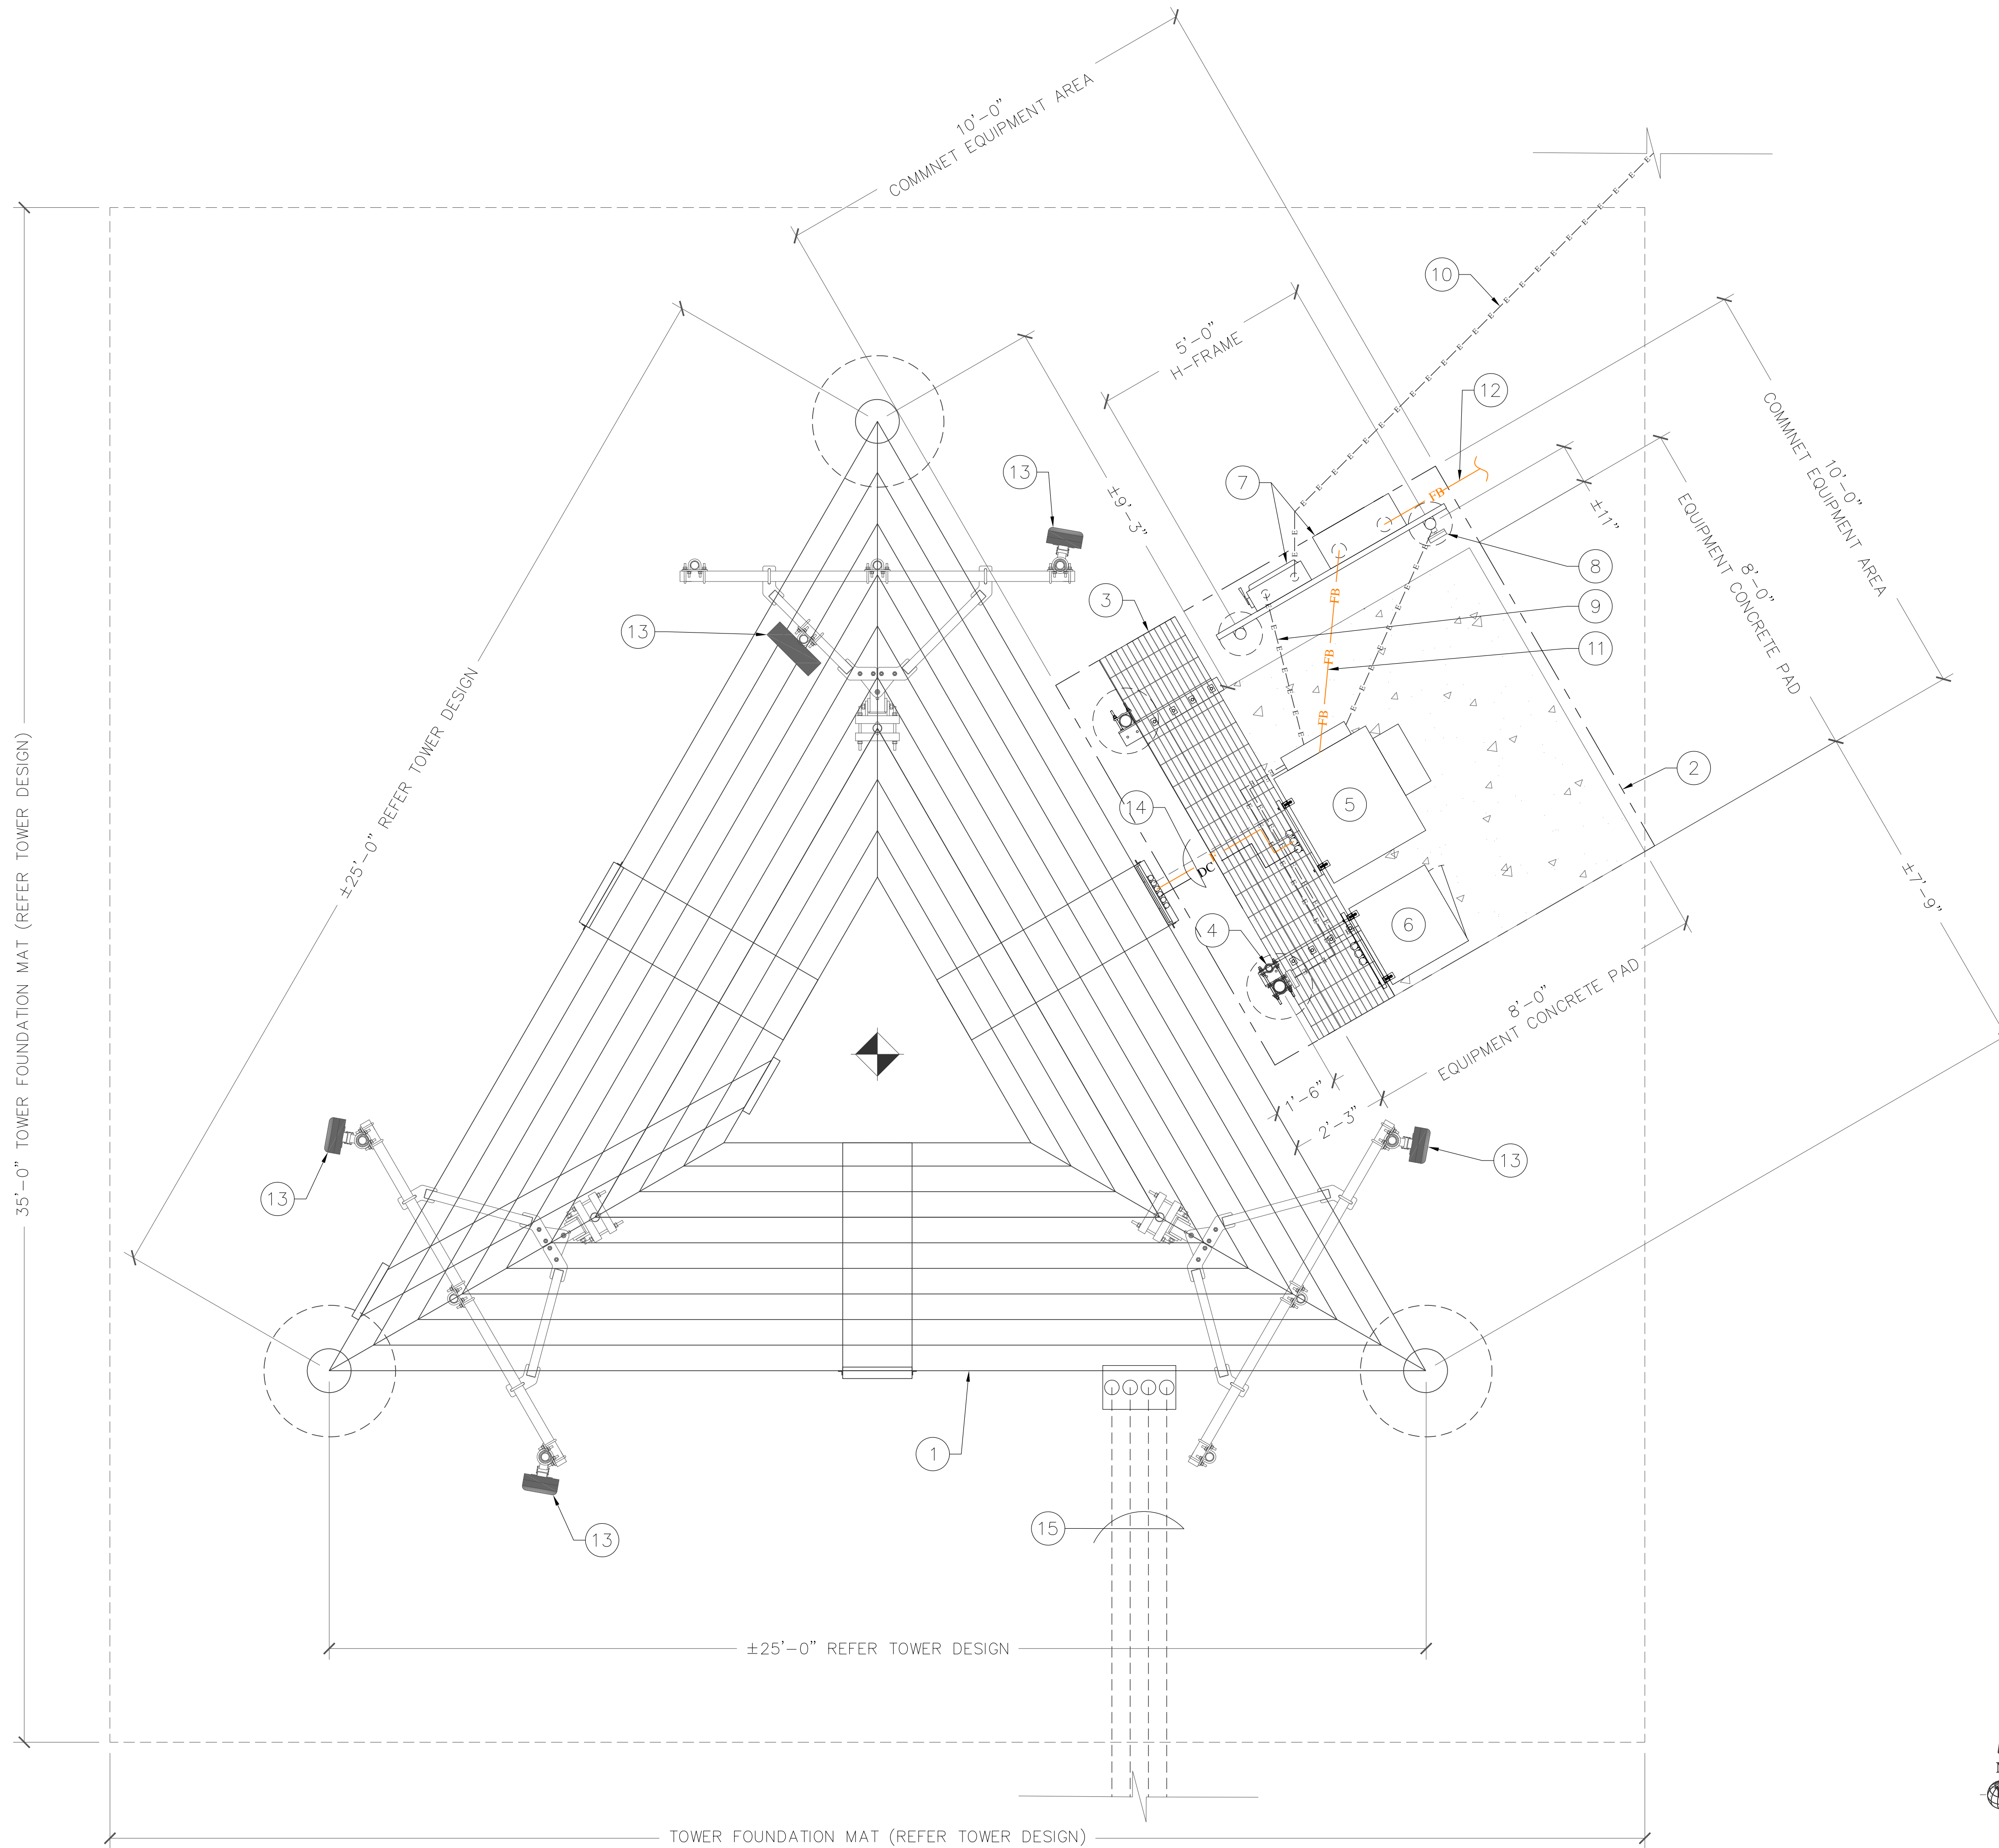 10'-0"
COMMNET EQUIPMENT AREA
10
5'-0"
H-FRAME
12
COMMNET EQUIPMENT AREA
10'-0"
13
±9'-3"
7
FB
±11"
EQUIPMENT CONCRETE PAD
8'-0"
8
3
FB
9
13
FB
11
±25'-0" REFER TOWER DESIGN
FB
2
14
5
F
DC
±7'-9"
4
6
35'-0" TOWER FOUNDATION MAT (REFER TOWER DESIGN)
8'-0"
EQUIPMENT CONCRETE PAD
1'-6"
2'-3"
13
13
1
15
13
±25'-0" REFER TOWER DESIGN
TOWER FOUNDATION MAT (REFER TOWER DESIGN)